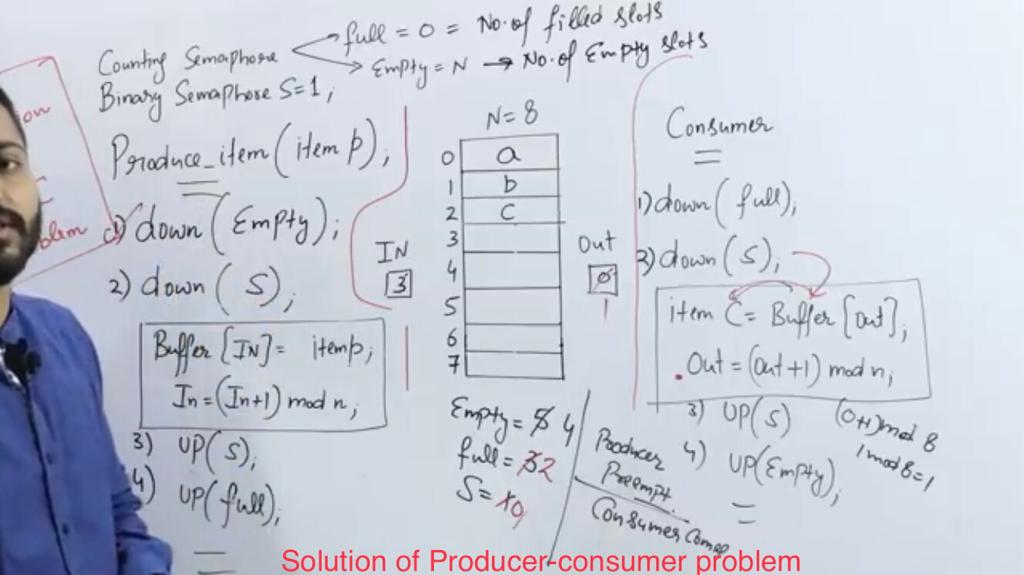 Counting Semaphore
full = 0 = No. of filled slots
Empty = N → No. of Empty slots
Binary Semaphore S=1;
Produce_item(item p);
1) down(Empty);
2) down(S);
Buffer[IN] = itemp;
In = (In+1) mod n;
3) UP(S);
4) UP(full);
blem
N= 8
0 a
1 b
2 c
3
4
5
6
7
IN
3
Out
0
1
Empty = 5 4
full = 3 2
S= 1 0
Producer
Preempt.
Consumer Comes
Consumer
1) down(full);
2) down(S);
item C = Buffer[Out];
Out = (Out+1) mod n;
3) UP(S)
4) UP(Empty);
(0+1) mod 8
1 mod 8 = 1
Solution of Producer-consumer problem